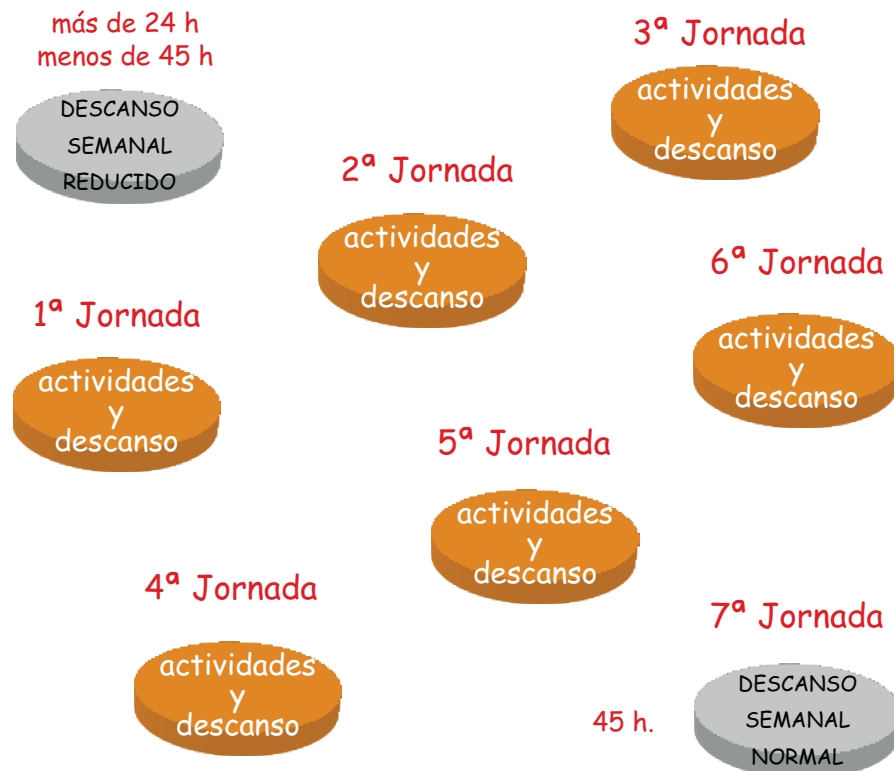 más de 24 h
menos de 45 h
DESCANSO
SEMANAL
REDUCIDO
1ª Jornada
actividades
y
descanso
2ª Jornada
actividades
y
descanso
3ª Jornada
actividades
y
descanso
4ª Jornada
actividades
y
descanso
5ª Jornada
actividades
y
descanso
6ª Jornada
actividades
y
descanso
7ª Jornada
45 h.
DESCANSO
SEMANAL
NORMAL